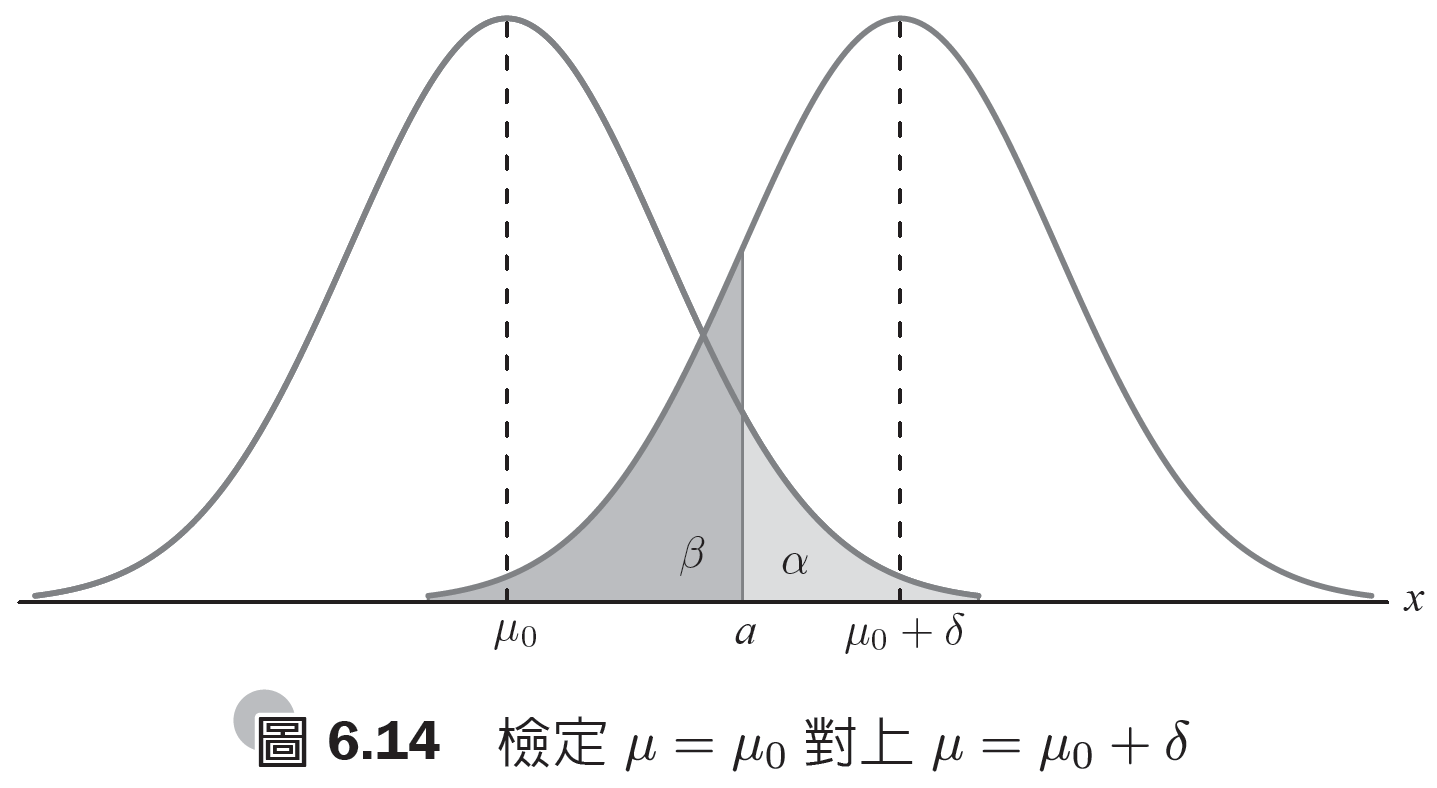 β α
x
μ₀ a μ₀ + δ
圖 6.14 檢定 μ = μ₀ 對上 μ = μ₀ + δ